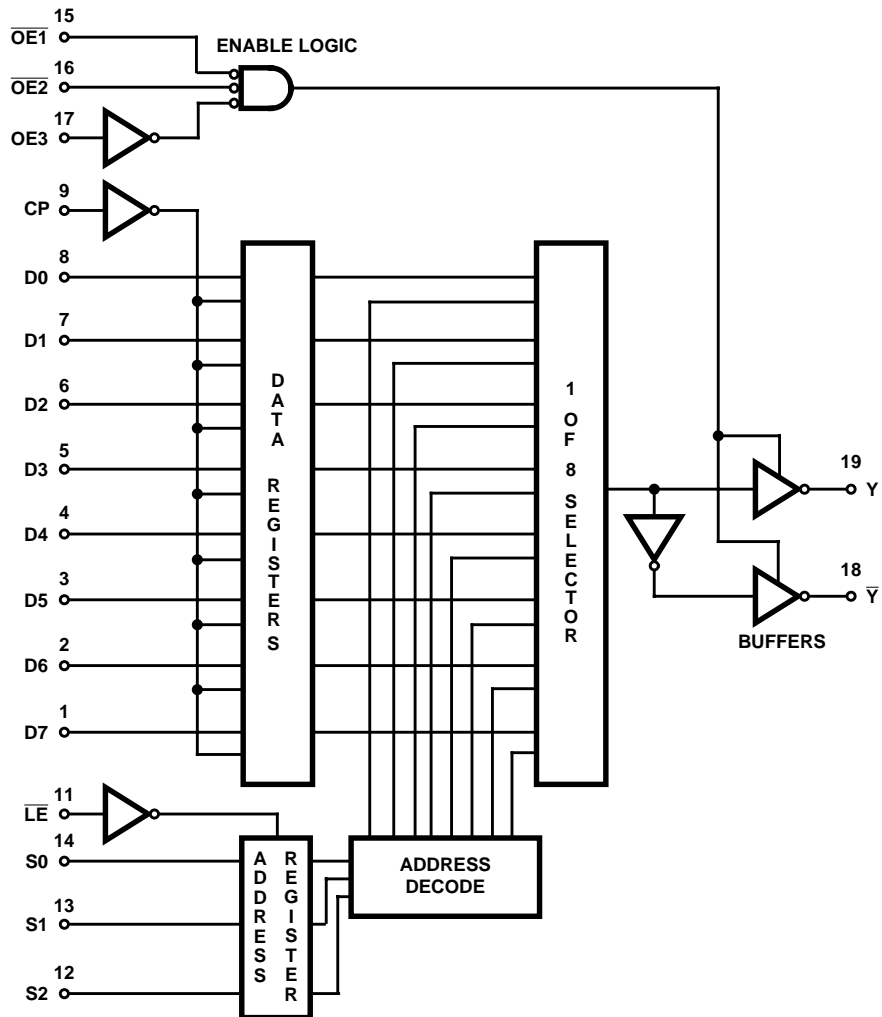 15
OE1
ENABLE LOGIC
16
OE2
17
OE3
9
CP
8
D0
7
D1
6
D2
5
D3
4
D4
3
D5
2
D6
1
D7
DATA REGISTERS
1 OF 8 SELECTOR
19
Y
18
Y̅
BUFFERS
11
L̅E̅
14
S0
13
S1
12
S2
ADDRESS
REGISTER
ADDRESS
DECODE